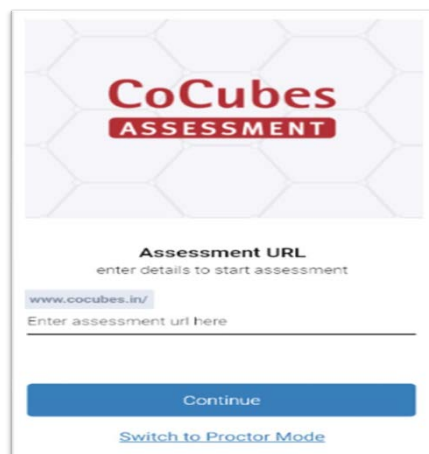 CoCubes
ASSESSMENT
Assessment URL
enter details to start assessment
www.cocubes.in/
Enter assessment url here
Continue
Switch to Proctor Mode